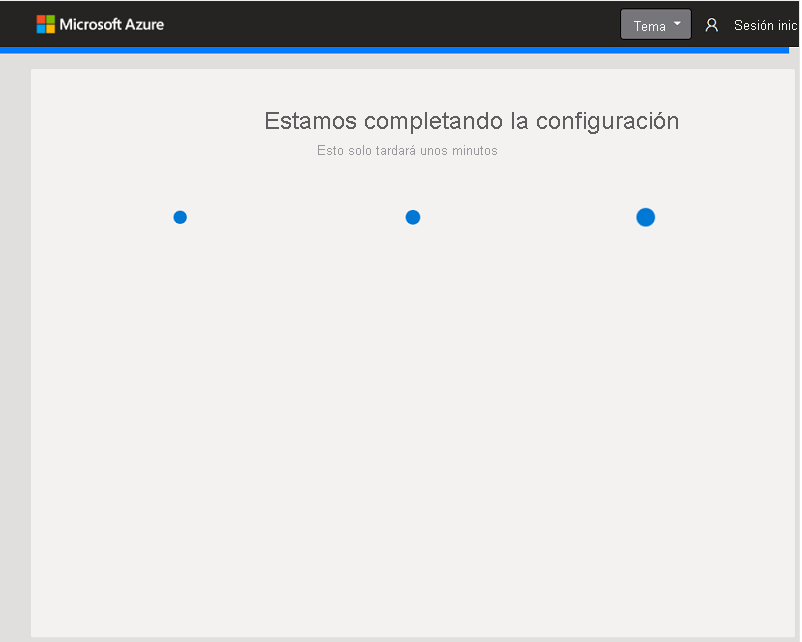 Microsoft Azure
Tema
Sesión inic
Estamos completando la configuración
Esto solo tardará unos minutos